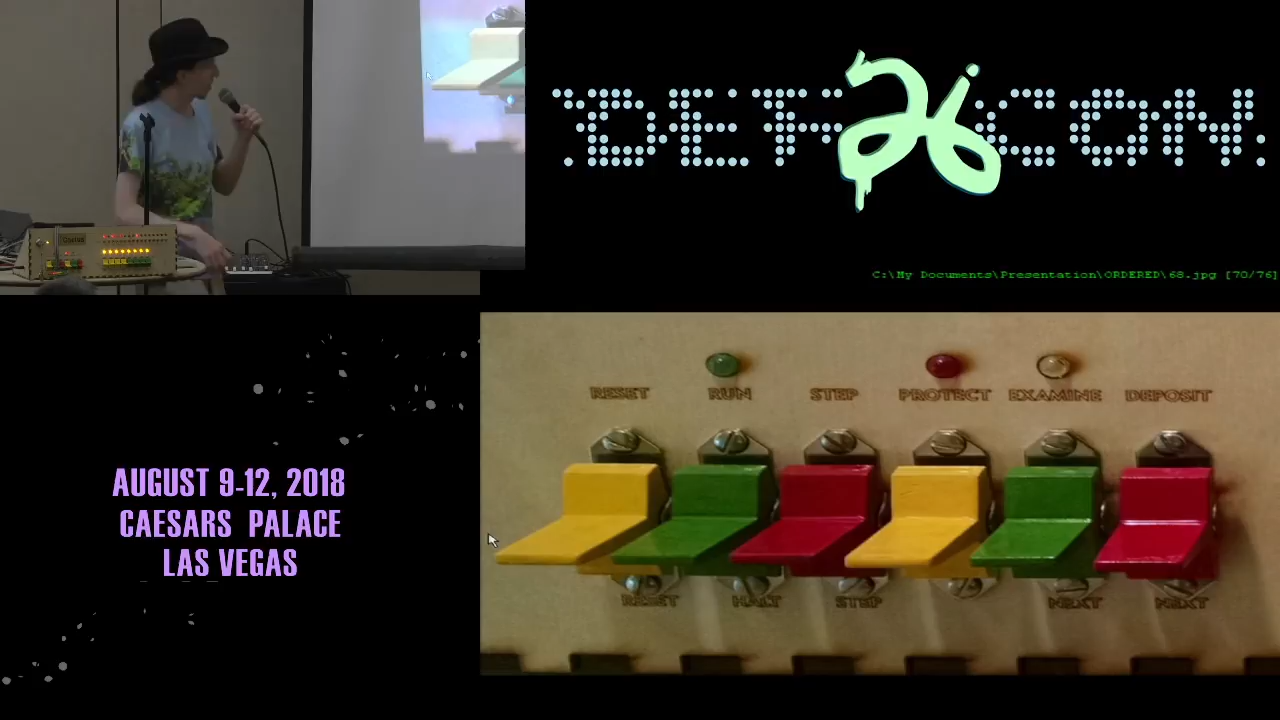 DEF CON
26
C:\My Documents\Presentation\ORDERED\68.jpg [70/76]
AUGUST 9-12, 2018
CAESARS PALACE
LAS VEGAS
RESET RUN STEP PROTECT EXAMINE DEPOSIT
RESET HALT STEP NEXT NEXT